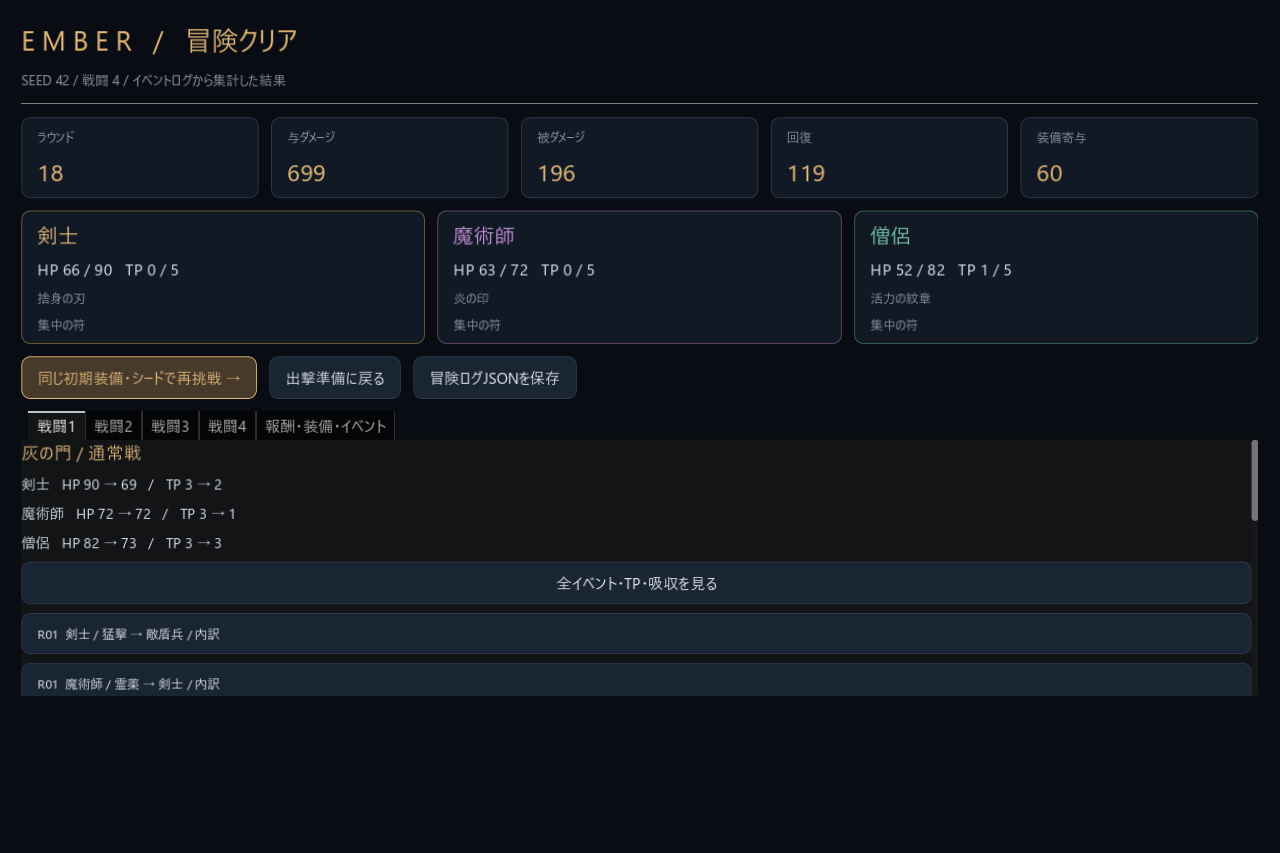 EMBER / 冒険クリア
SEED 42 / 戦闘 4 / イベントログから集計した結果
ラウンド
18
与ダメージ
699
被ダメージ
196
回復
119
装備寄与
60
剣士
HP 66 / 90 TP 0 / 5
捨身の刃
集中の符
魔術師
HP 63 / 72 TP 0 / 5
炎の印
集中の符
僧侶
HP 52 / 82 TP 1 / 5
活力の紋章
集中の符
同じ初期装備・シードで再挑戦 →
出撃準備に戻る
冒険ログJSONを保存
戦闘1 戦闘2 戦闘3 戦闘4 報酬・装備・イベント
灰の門 / 通常戦
剣士 HP 90 → 69 / TP 3 → 2
魔術師 HP 72 → 72 / TP 3 → 1
僧侶 HP 82 → 73 / TP 3 → 3
全イベント・TP・吸収を見る
R01 剣士 / 猛撃 → 敵盾兵 / 内訳
R01 魔術師 / 霊薬 → 剣士 / 内訳